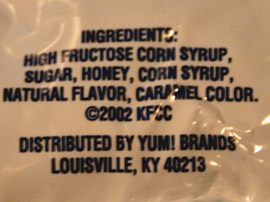 INGREDIENTS:
HIGH FRUCTOSE CORN SYRUP,
SUGAR, HONEY, CORN SYRUP,
NATURAL FLAVOR, CARAMEL COLOR.
©2002 KFCC
DISTRIBUTED BY YUM! BRANDS
LOUISVILLE, KY 40213